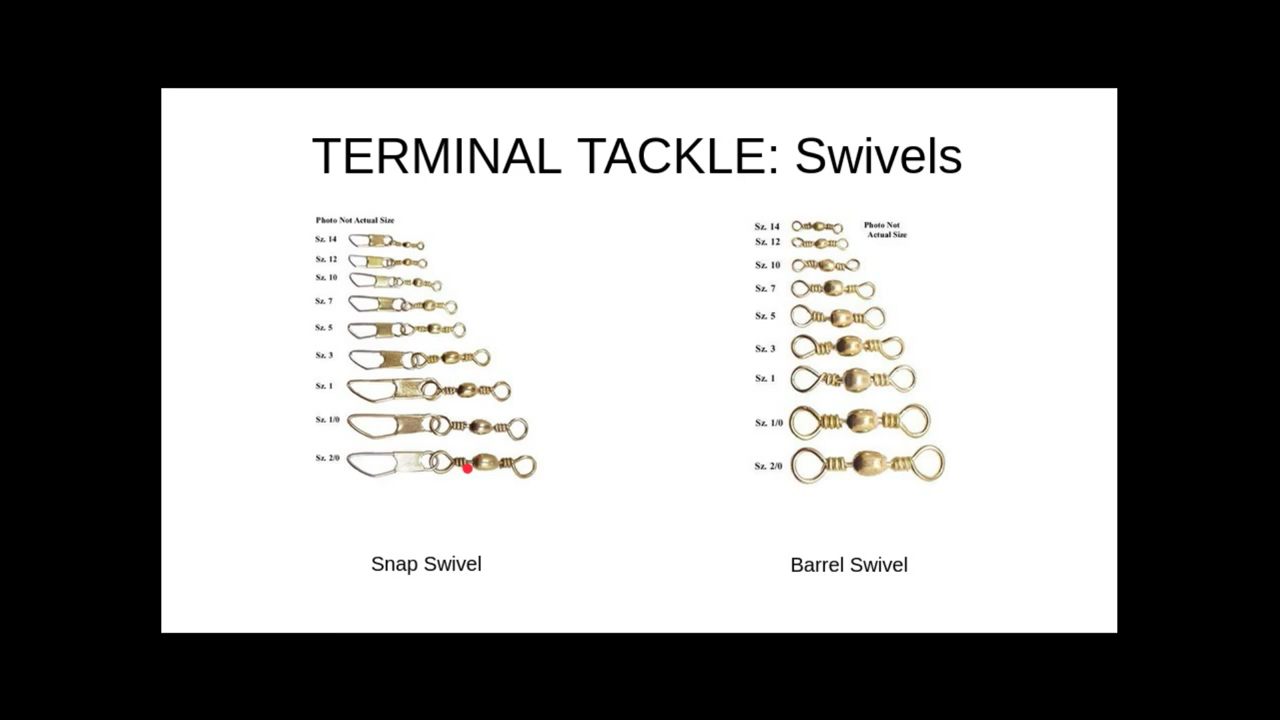 TERMINAL TACKLE: Swivels
Photo Not Actual Size
Sz. 14
Sz. 12
Sz. 10
Sz. 7
Sz. 5
Sz. 3
Sz. 1
Sz. 1/0
Sz. 2/0
Snap Swivel
Photo Not
Actual Size
Sz. 14
Sz. 12
Sz. 10
Sz. 7
Sz. 5
Sz. 3
Sz. 1
Sz. 1/0
Sz. 2/0
Barrel Swivel